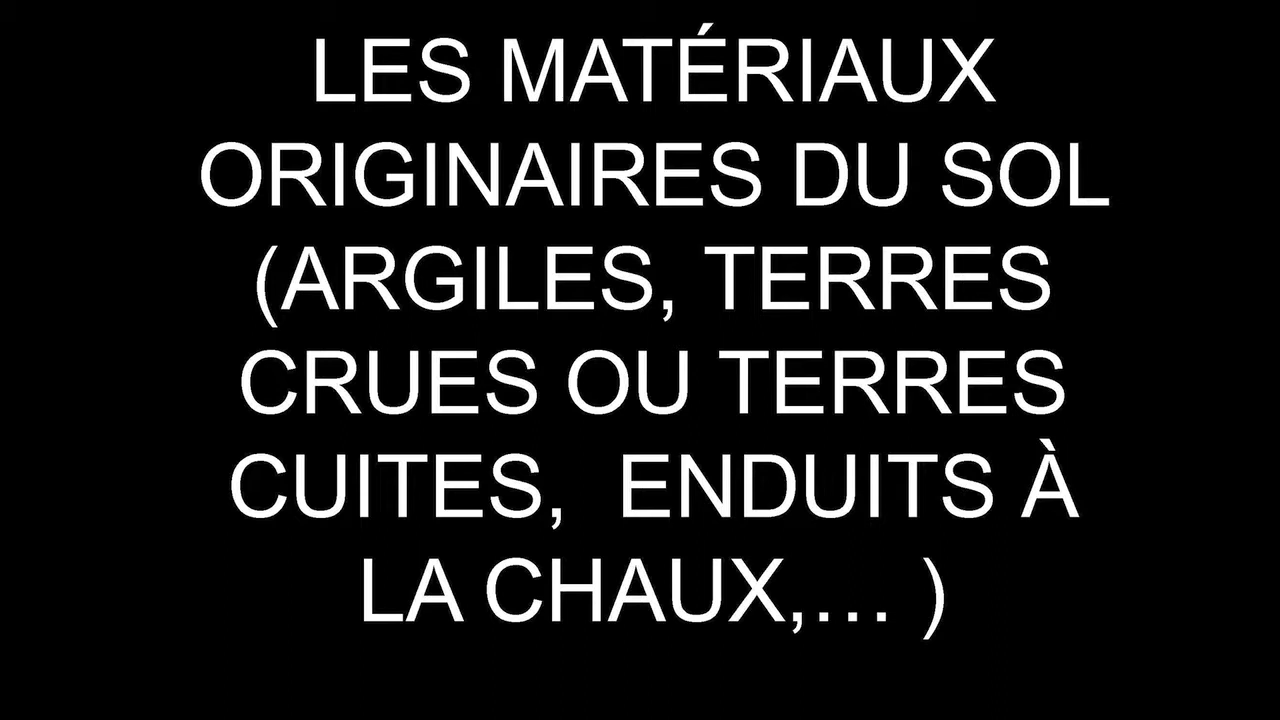 LES MATÉRIAUX
ORIGINAIRES DU SOL
(ARGILES, TERRES
CRUES OU TERRES
CUITES,  ENDUITS À
LA CHAUX,… )